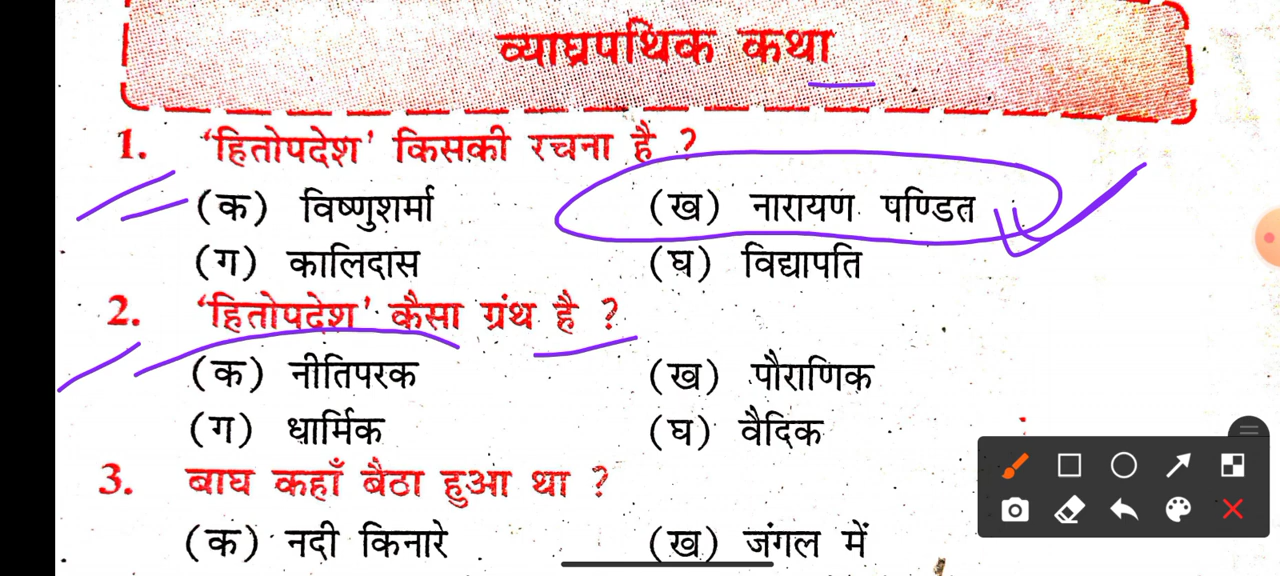 व्याघ्रपथिक कथा
1. 'हितोपदेश' किसकी रचना है ?
(क) विष्णुशर्मा (ख) नारायण पण्डित
(ग) कालिदास (घ) विद्यापति
2. 'हितोपदेश' कैसा ग्रंथ है ?
(क) नीतिपरक (ख) पौराणिक
(ग) धार्मिक (घ) वैदिक
3. बाघ कहाँ बैठा हुआ था ?
(क) नदी किनारे (ख) जंगल में